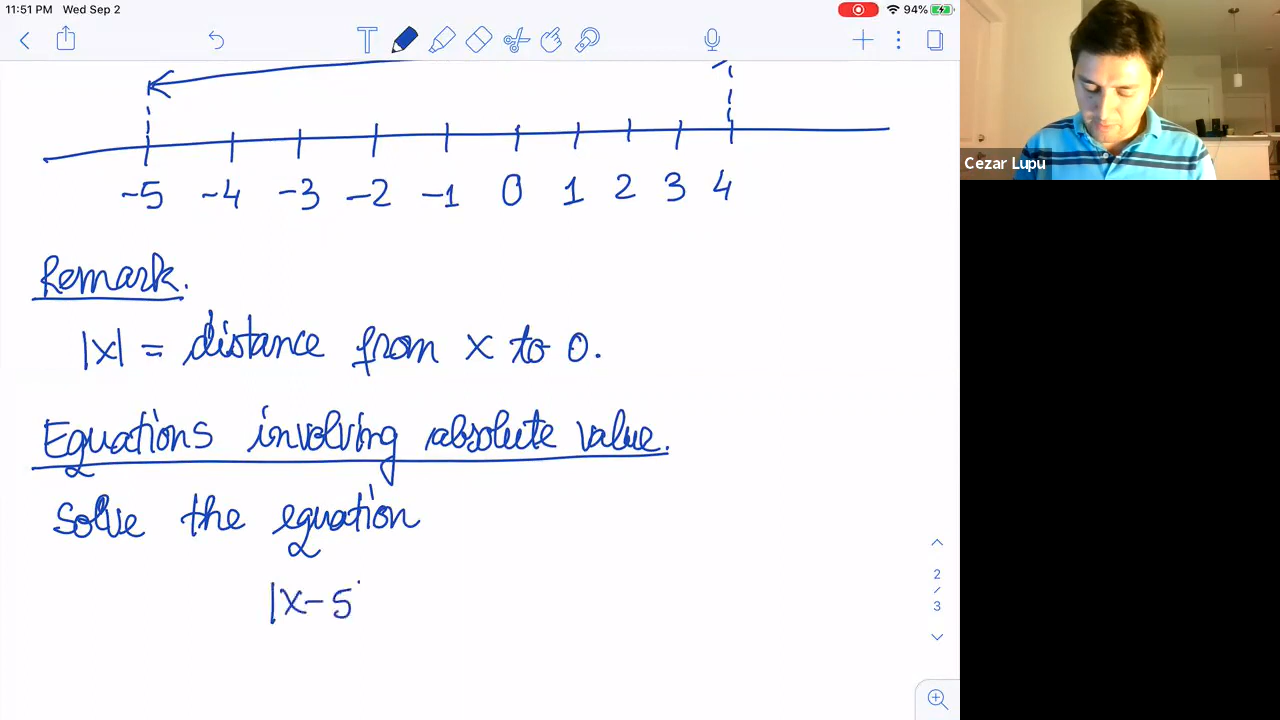 11:51 PM Wed Sep 2
94%
T
-5 -4 -3 -2 -1 0 1 2 3 4
Remark.
|x| = distance from x to 0.
Equations involving absolute value.
Solve the equation
|x-5
2
/
3
Cezar Lupu